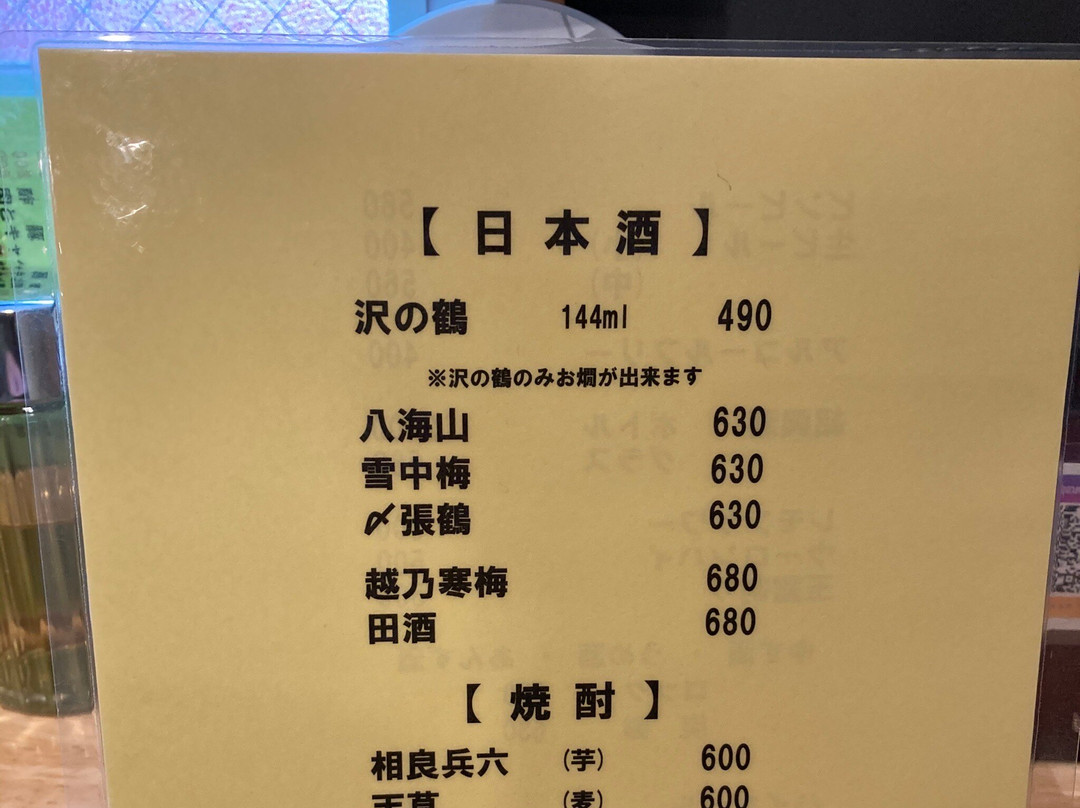 【日本酒】
沢の鶴 144ml 490
※沢の鶴のみお燗が出来ます
八海山 630
雪中梅 630
〆張鶴 630
越乃寒梅 680
田酒 680
【焼酎】
相良兵六 (芋) 600
天草 (麦) 600